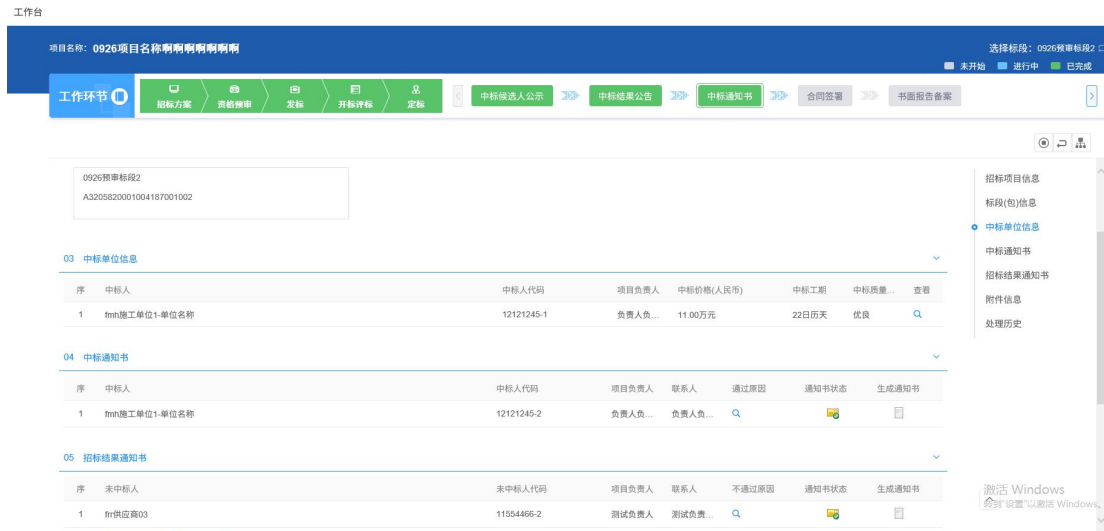 工作台
项目名称：0926项目名称啊啊啊啊啊啊啊
选择标段：0926预审标段2
未开始 进行中 已完成
工作环节
招标方案 资格预审 发标 开标评标 定标
中标候选人公示 中标结果公告 中标通知书 合同签署 书面报告备案
0926预审标段2
A3205820001004187001002
招标项目信息
标段(包)信息
中标单位信息
中标通知书
招标结果通知书
附件信息
处理历史
03 中标单位信息
序 中标人 中标人代码 项目负责人 中标价格(人民币) 中标工期 中标质量... 查看
1 fmh施工单位1-单位名称 12121245-1 负责人负... 11.00万元 22日历天 优良
04 中标通知书
序 中标人 中标人代码 项目负责人 联系人 通过原因 通知书状态 生成通知书
1 fmh施工单位1-单位名称 12121245-2 负责人负... 负责人负...
05 招标结果通知书
序 未中标人 未中标人代码 项目负责人 联系人 不通过原因 通知书状态 生成通知书
1 frr供应商03 11554466-2 测试负责人 测试负责...
激活 Windows
转到"设置"以激活 Windows。